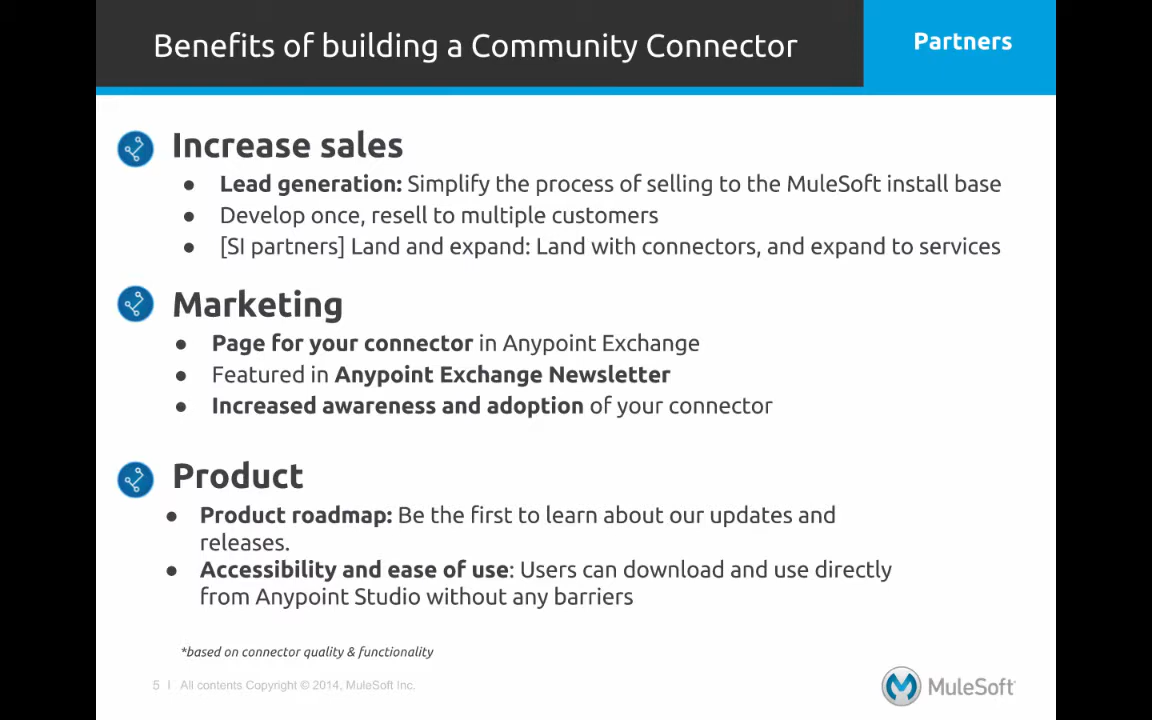 Benefits of building a Community Connector
Partners
Increase sales
● Lead generation: Simplify the process of selling to the MuleSoft install base
● Develop once, resell to multiple customers
● [SI partners] Land and expand: Land with connectors, and expand to services
Marketing
● Page for your connector in Anypoint Exchange
● Featured in Anypoint Exchange Newsletter
● Increased awareness and adoption of your connector
Product
● Product roadmap: Be the first to learn about our updates and
releases.
● Accessibility and ease of use: Users can download and use directly
from Anypoint Studio without any barriers
*based on connector quality & functionality
5 | All contents Copyright © 2014, MuleSoft Inc.
MuleSoft